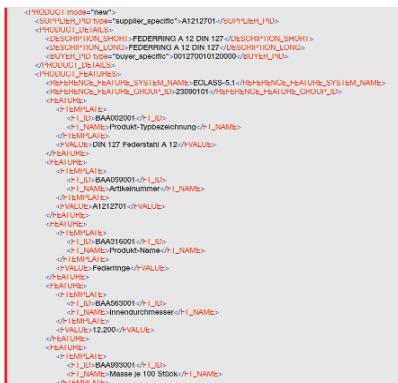 <PRODUCT mode="new">
<SUPPLIER_PID type="supplier_specific">A1212701</SUPPLIER_PID>
<PRODUCT_DETAILS>
<DESCRIPTION_SHORT>FEDERRING A 12 DIN 127</DESCRIPTION_SHORT>
<DESCRIPTION_LONG>FEDERRING A 12 DIN 127</DESCRIPTION_LONG>
<BUYER_PID type="buyer_specific">001270010120000</BUYER_PID>
</PRODUCT_DETAILS>
<PRODUCT_FEATURES>
<REFERENCE_FEATURE_SYSTEM_NAME>ECLASS-5.1</REFERENCE_FEATURE_SYSTEM_NAME>
<REFERENCE_FEATURE_GROUP_ID>23090101</REFERENCE_FEATURE_GROUP_ID>
<FEATURE>
<FTEMPLATE>
<FT_ID>BAA002001</FT_ID>
<FT_NAME>Produkt-Typbezeichnung</FT_NAME>
</FTEMPLATE>
<FVALUE>DIN 127 Federstahl A 12</FVALUE>
</FEATURE>
<FEATURE>
<FTEMPLATE>
<FT_ID>BAA059001</FT_ID>
<FT_NAME>Artikelnummer</FT_NAME>
</FTEMPLATE>
<FVALUE>A1212701</FVALUE>
</FEATURE>
<FEATURE>
<FTEMPLATE>
<FT_ID>BAA316001</FT_ID>
<FT_NAME>Produkt-Name</FT_NAME>
</FTEMPLATE>
<FVALUE>Federringe</FVALUE>
</FEATURE>
<FEATURE>
<FTEMPLATE>
<FT_ID>BAA563001</FT_ID>
<FT_NAME>Innendurchmesser</FT_NAME>
</FTEMPLATE>
<FVALUE>12.200</FVALUE>
</FEATURE>
<FEATURE>
<FTEMPLATE>
<FT_ID>BAA993001</FT_ID>
<FT_NAME>Masse je 100 Stück</FT_NAME>
</FTEMPLATE>